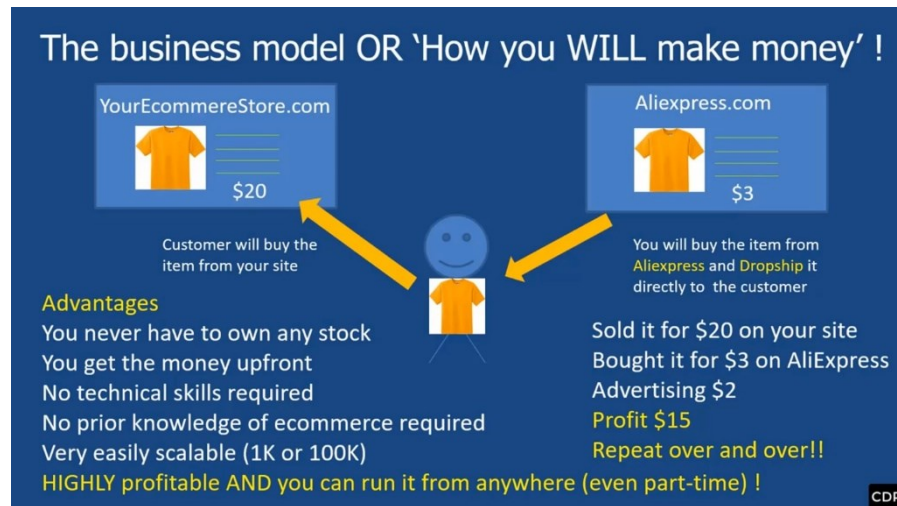 The business model OR ‘How you WILL make money’ !
YourEcommereStore.com
$20
Customer will buy the
item from your site
Aliexpress.com
$3
You will buy the item from
Aliexpress and Dropship it
directly to the customer
Advantages
You never have to own any stock
You get the money upfront
No technical skills required
No prior knowledge of ecommerce required
Very easily scalable (1K or 100K)
HIGHLY profitable AND you can run it from anywhere (even part-time) !
Sold it for $20 on your site
Bought it for $3 on AliExpress
Advertising $2
Profit $15
Repeat over and over!!